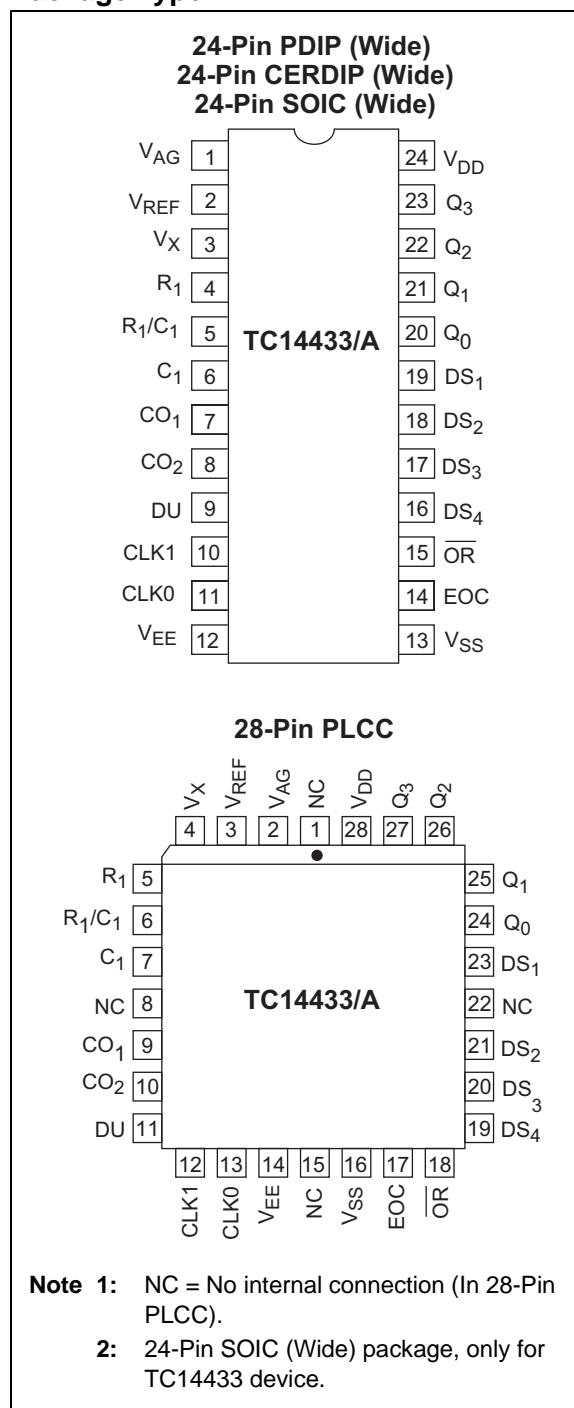 24-Pin PDIP (Wide)
24-Pin CERDIP (Wide)
24-Pin SOIC (Wide)
VAG 1 24 VDD
VREF 2 23 Q3
VX 3 22 Q2
R1 4 21 Q1
R1/C1 5 20 Q0
TC14433/A
C1 6 19 DS1
CO1 7 18 DS2
CO2 8 17 DS3
DU 9 16 DS4
CLK1 10 15 OR
CLK0 11 14 EOC
VEE 12 13 VSS
28-Pin PLCC
VX VREF VAG NC VDD Q3 Q2
4 3 2 1 28 27 26
R1 5 25 Q1
R1/C1 6 24 Q0
C1 7 23 DS1
NC 8 TC14433/A 22 NC
CO1 9 21 DS2
CO2 10 20 DS3
DU 11 19 DS4
12 13 14 15 16 17 18
CLK1 CLK0 VEE NC VSS EOC OR
Note 1: NC = No internal connection (In 28-Pin
PLCC).
2: 24-Pin SOIC (Wide) package, only for
TC14433 device.